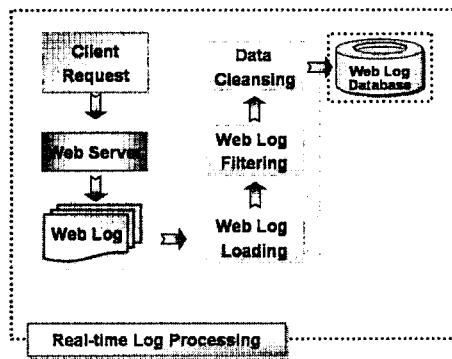 Client
Request
Web Server
Web Log
Data
Cleansing
Web Log
Filtering
Web Log
Loading
Web Log
Database
Real-time Log Processing